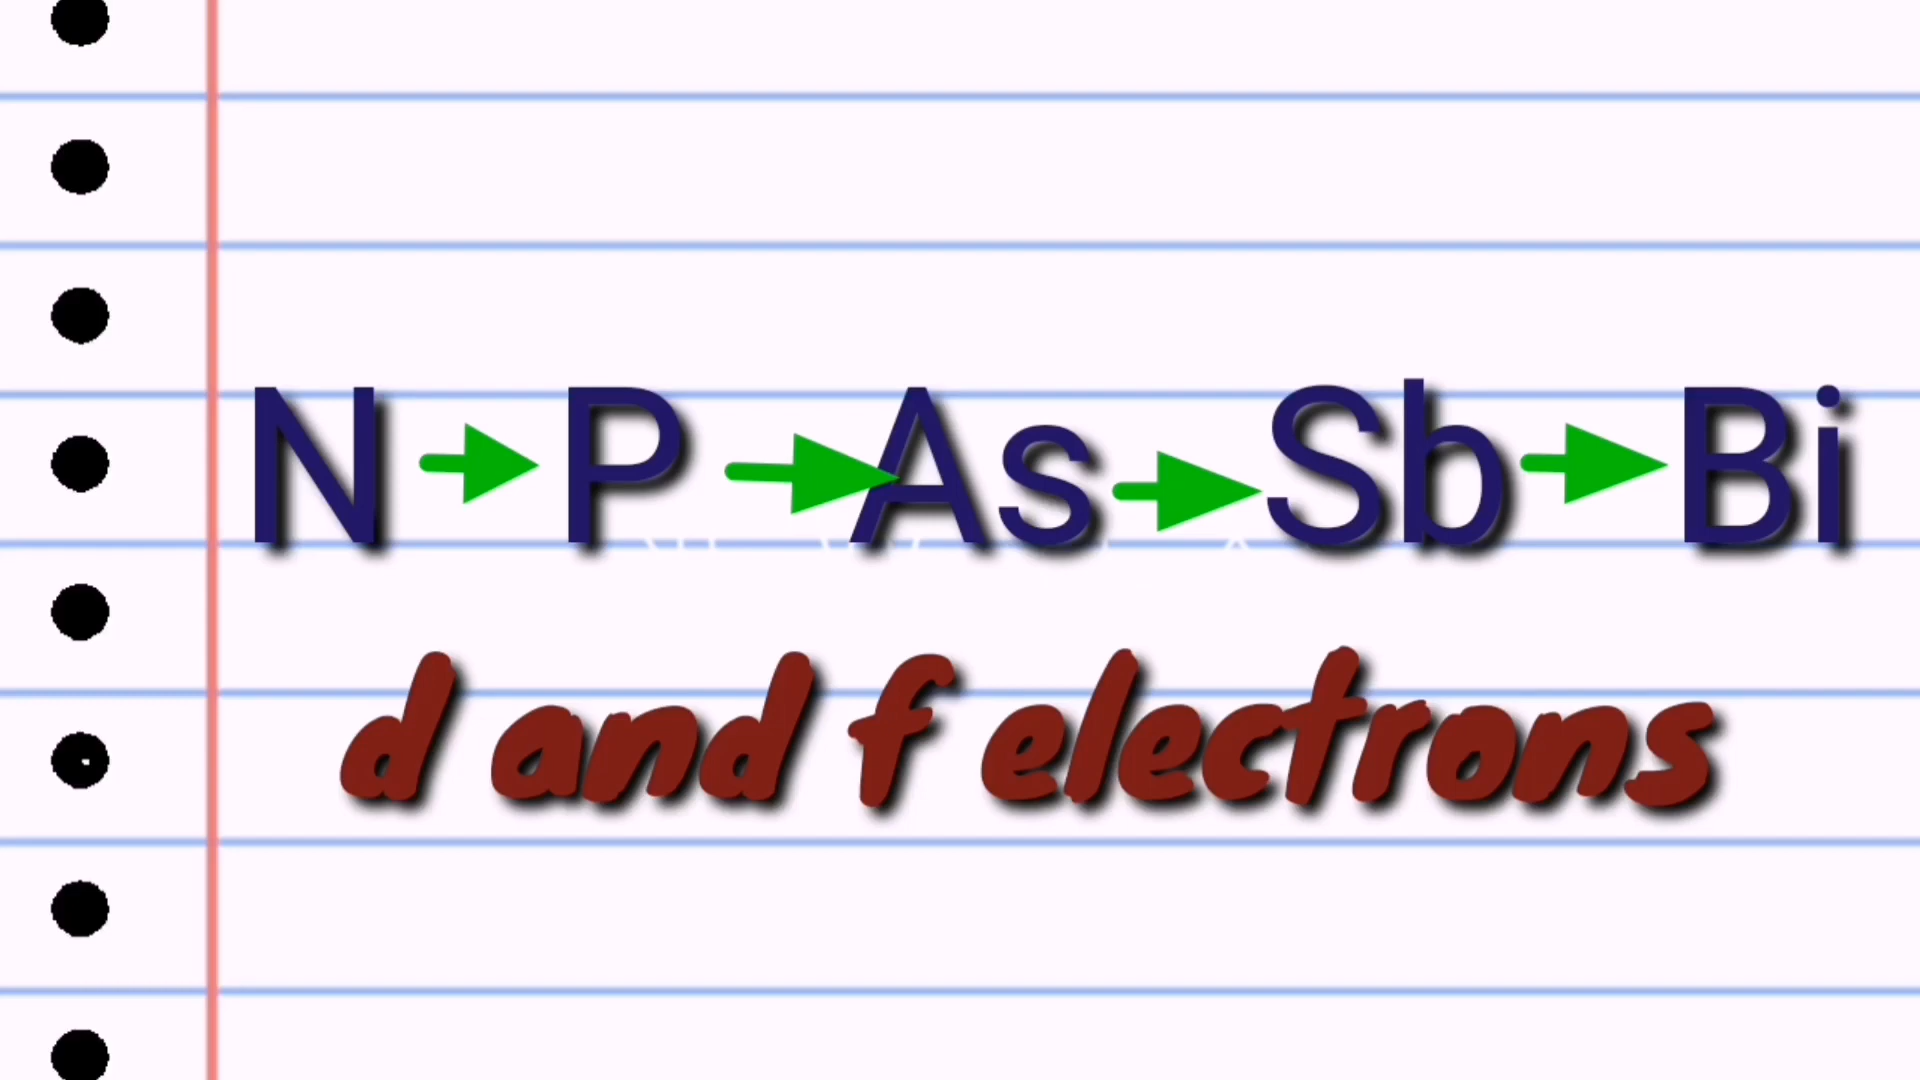 N → P → As → Sb → Bi
d and f electrons